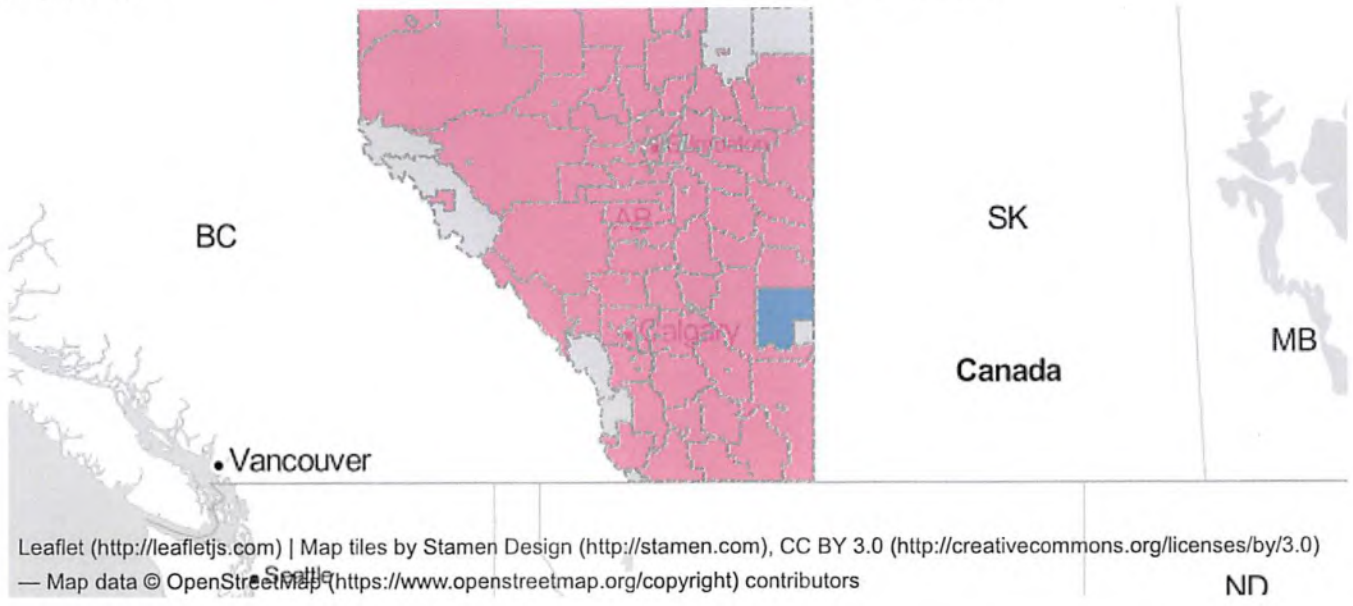 Edmonton
AB
BC
SK
Calgary
MB
Canada
Vancouver
Leaflet (http://leafletjs.com) | Map tiles by Stamen Design (http://stamen.com), CC BY 3.0 (http://creativecommons.org/licenses/by/3.0)
— Map data © OpenStreetMap (https://www.openstreetmap.org/copyright) contributors
Seattle
ND